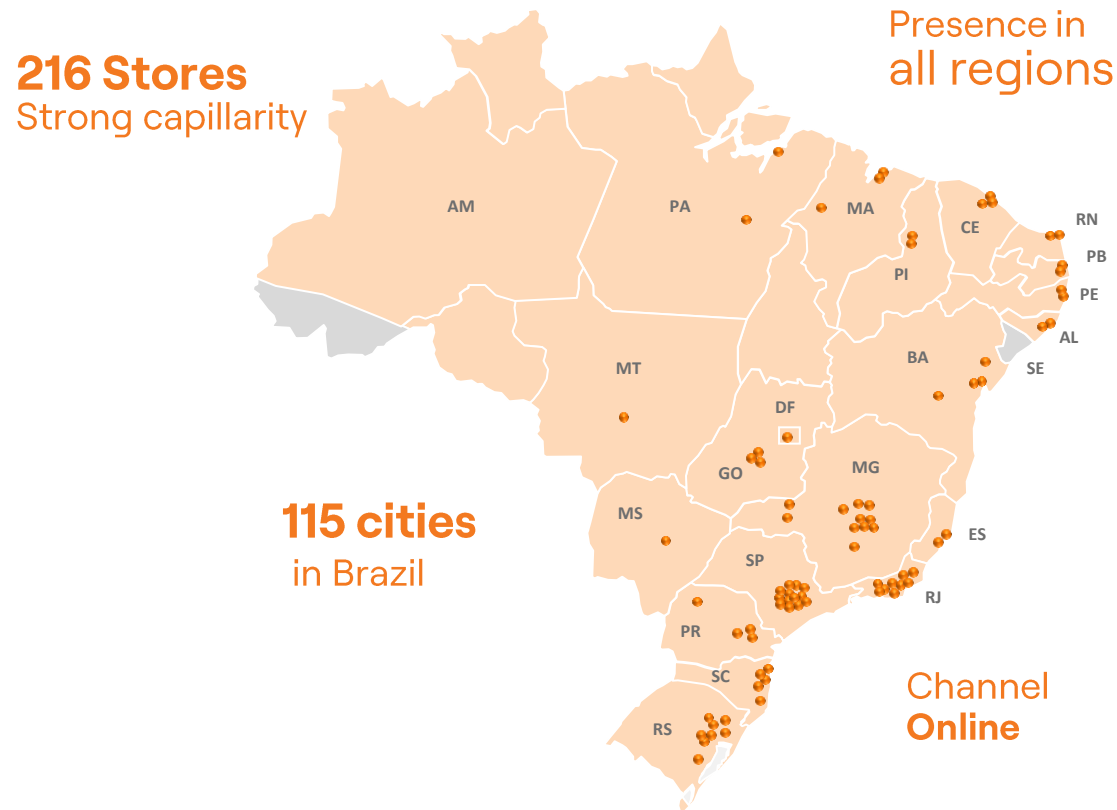 216 Stores
Strong capillarity
Presence in
all regions
AM
PA
MA
CE
RN
PB
PI
PE
AL
SE
BA
MT
DF
GO
MG
MS
ES
SP
RJ
PR
SC
RS
115 cities
in Brazil
Channel
Online